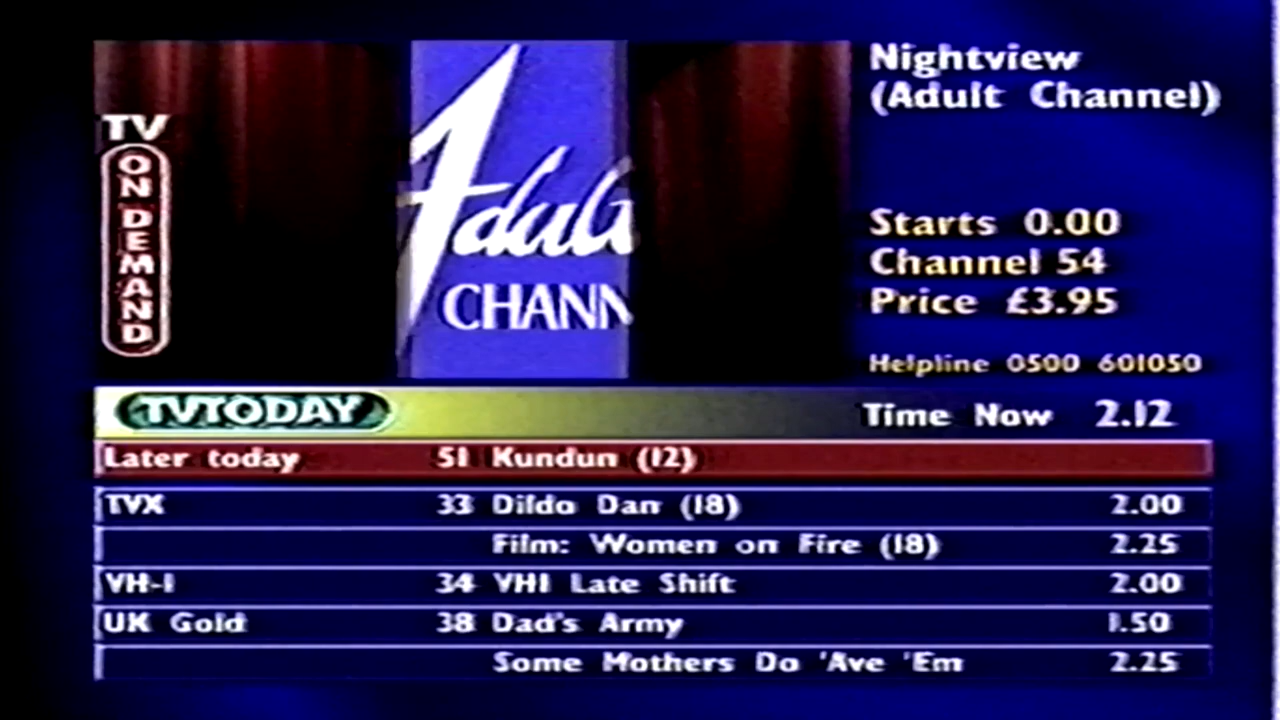 Nightview
(Adult Channel)
TV
ON DEMAND
Adult
CHANN
Starts 0.00
Channel 54
Price £3.95
Helpline 0500 601050
TVTODAY
Time Now 2.12
Later today 51 Kundun (12)
TVX 33 Dildo Dan (18) 2.00
Film: Women on Fire (18) 2.25
VH-1 34 VH1 Late Shift 2.00
UK Gold 38 Dad's Army 1.50
Some Mothers Do 'Ave 'Em 2.25